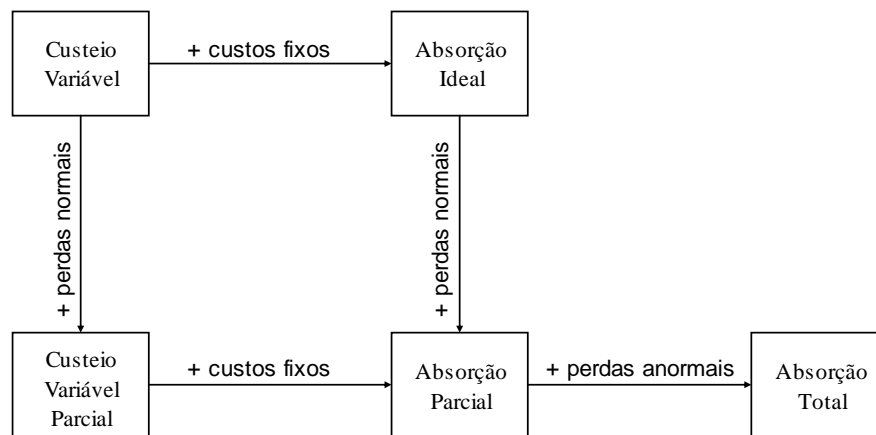 Custeio
Variável
+ custos fixos
Absorção
Ideal
+ perdas normais
+ perdas normais
Custeio
Variável
Parcial
+ custos fixos
Absorção
Parcial
+ perdas anormais
Absorção
Total